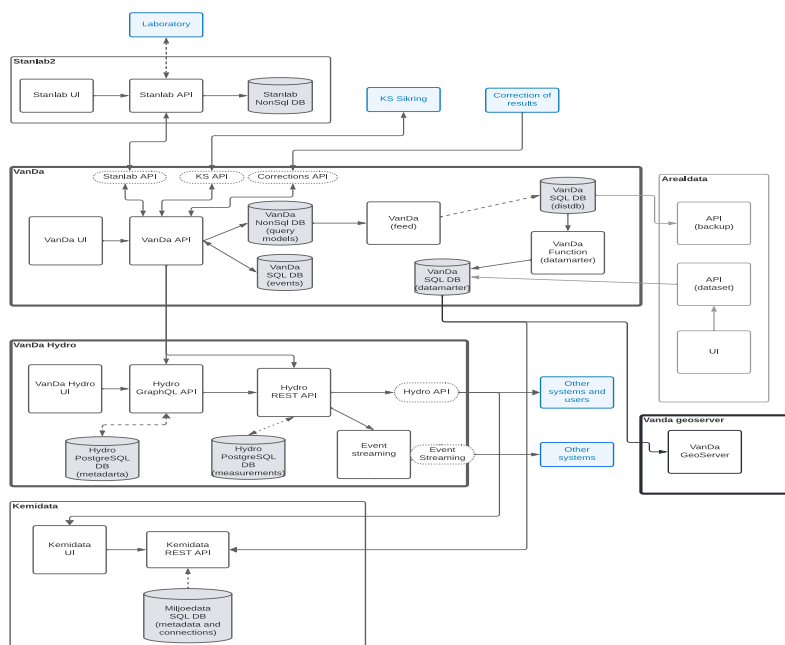 Laboratory
Stanlab2
Stanlab UI
Stanlab API
Stanlab
NonSql DB
KS Sikring
Correction of
results
VanDa
Stanlab API
KS API
Corrections API
VanDa UI
VanDa API
VanDa
NonSql DB
(query
models)
VanDa
SQL DB
(events)
VanDa
(feed)
VanDa
SQL DB
(distdb)
VanDa
Function
(datamarter)
VanDa
SQL DB
(datamarter)
Arealdata
API
(backup)
API
(dataset)
UI
VanDa Hydro
VanDa Hydro
UI
Hydro
GraphQL API
Hydro
REST API
Hydro API
Hydro
PostgreSQL
DB
(metadarta)
Hydro
PostgreSQL
DB
(measurements)
Event
streaming
Event
Streaming
Other
systems and
users
Other
systems
Vanda geoserver
VanDa
GeoServer
Kemidata
Kemidata
UI
Kemidata
REST API
Miljoedata
SQL DB
(metadata and
connections)